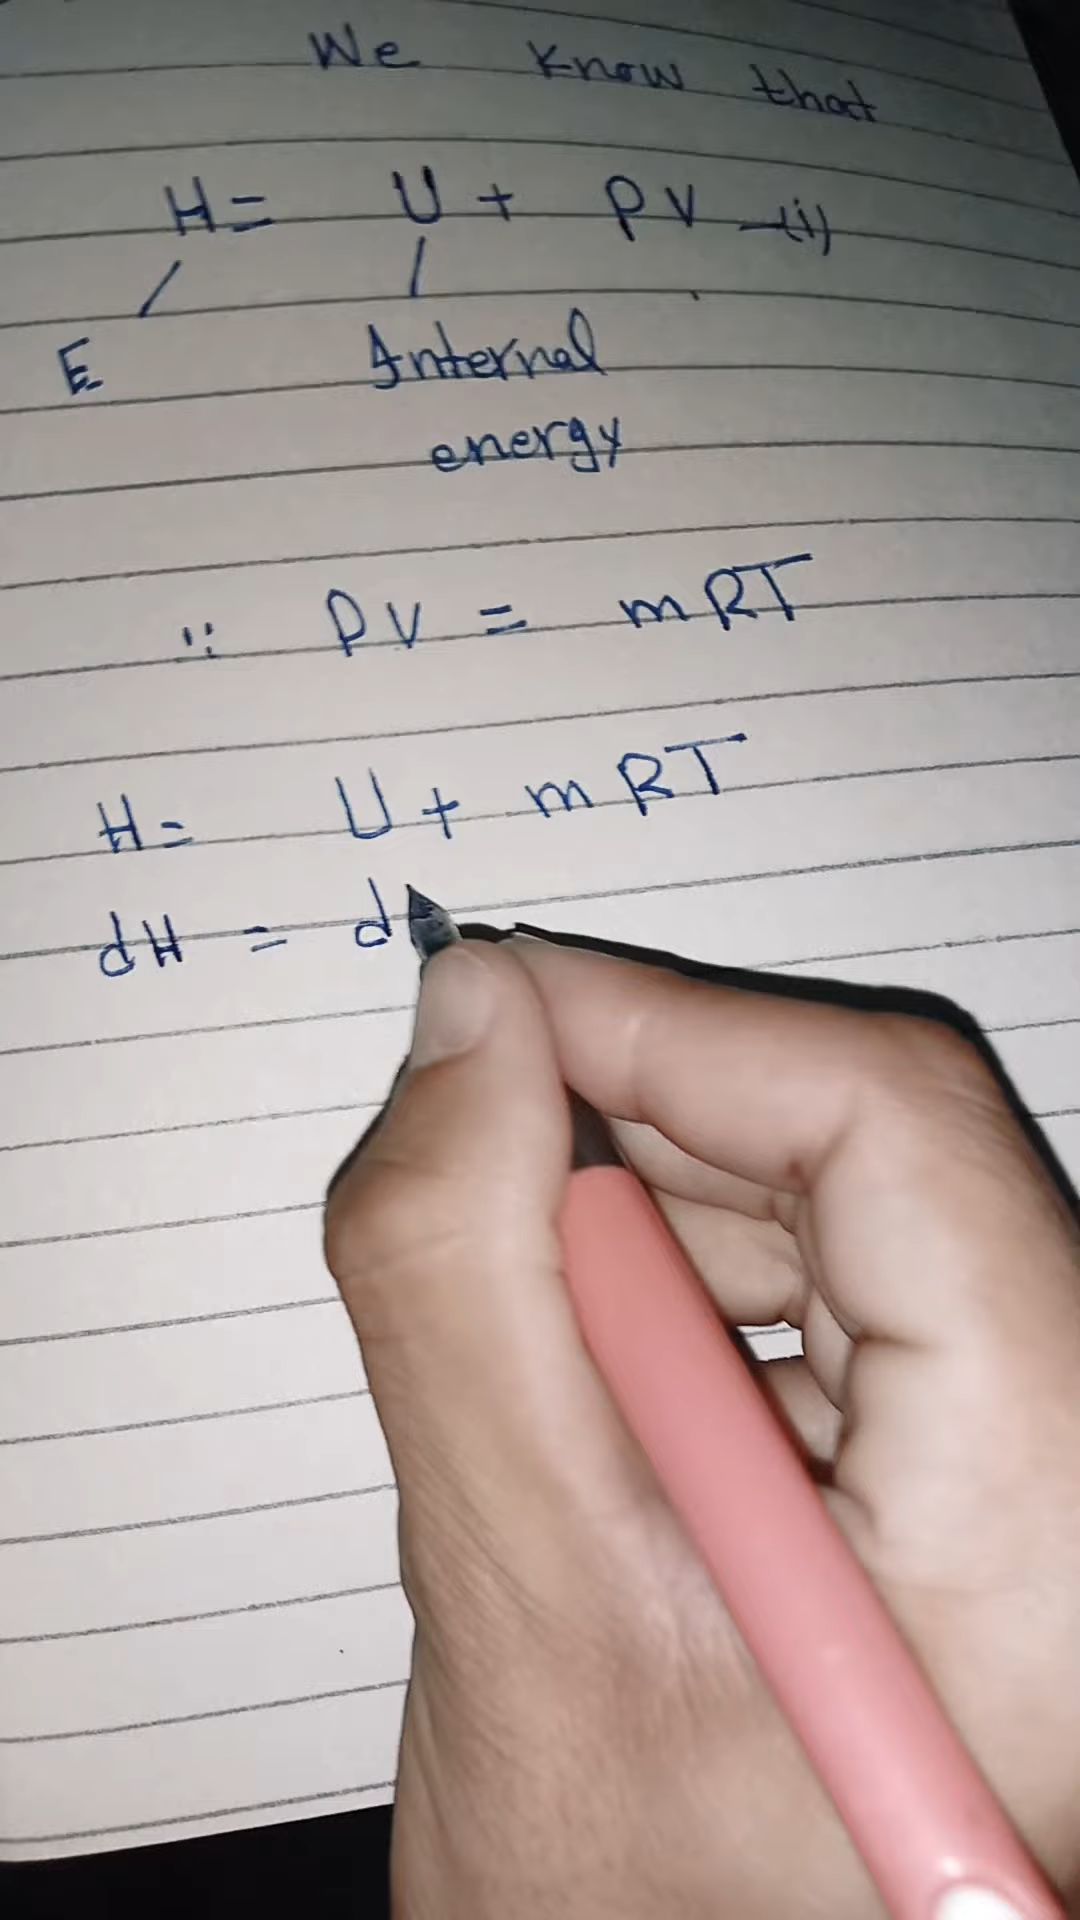 We know that
H = U + PV —(i)
E Internal
energy
∵ PV = mRT
H = U + mRT
dH = d